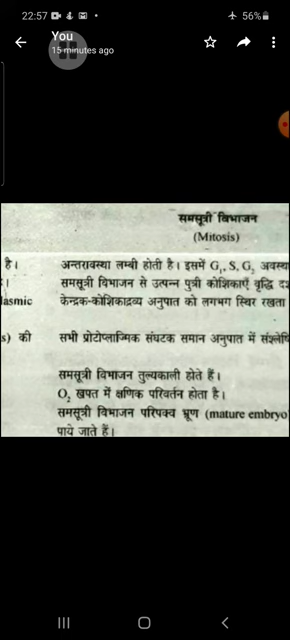 22:57
56%
You
15 minutes ago
समसूत्री विभाजन
(Mitosis)
है। अन्तरावस्था लम्बी होती है। इसमें G₁, S, G₂ अवस्था
समसूत्री विभाजन से उत्पन्न पुत्री कोशिकाएँ वृद्धि
lasmic केन्द्रक-कोशिकाद्रव्य अनुपात को लगभग स्थिर रखता
s) की सभी प्रोटोप्लाज्मिक संघटक समान अनुपात में
समसूत्री विभाजन तुल्यकाली होते हैं।
O₂ खपत में क्षणिक परिवर्तन होता है।
समसूत्री विभाजन परिपक्व भ्रूण (mature embryo
पाये जाते हैं।